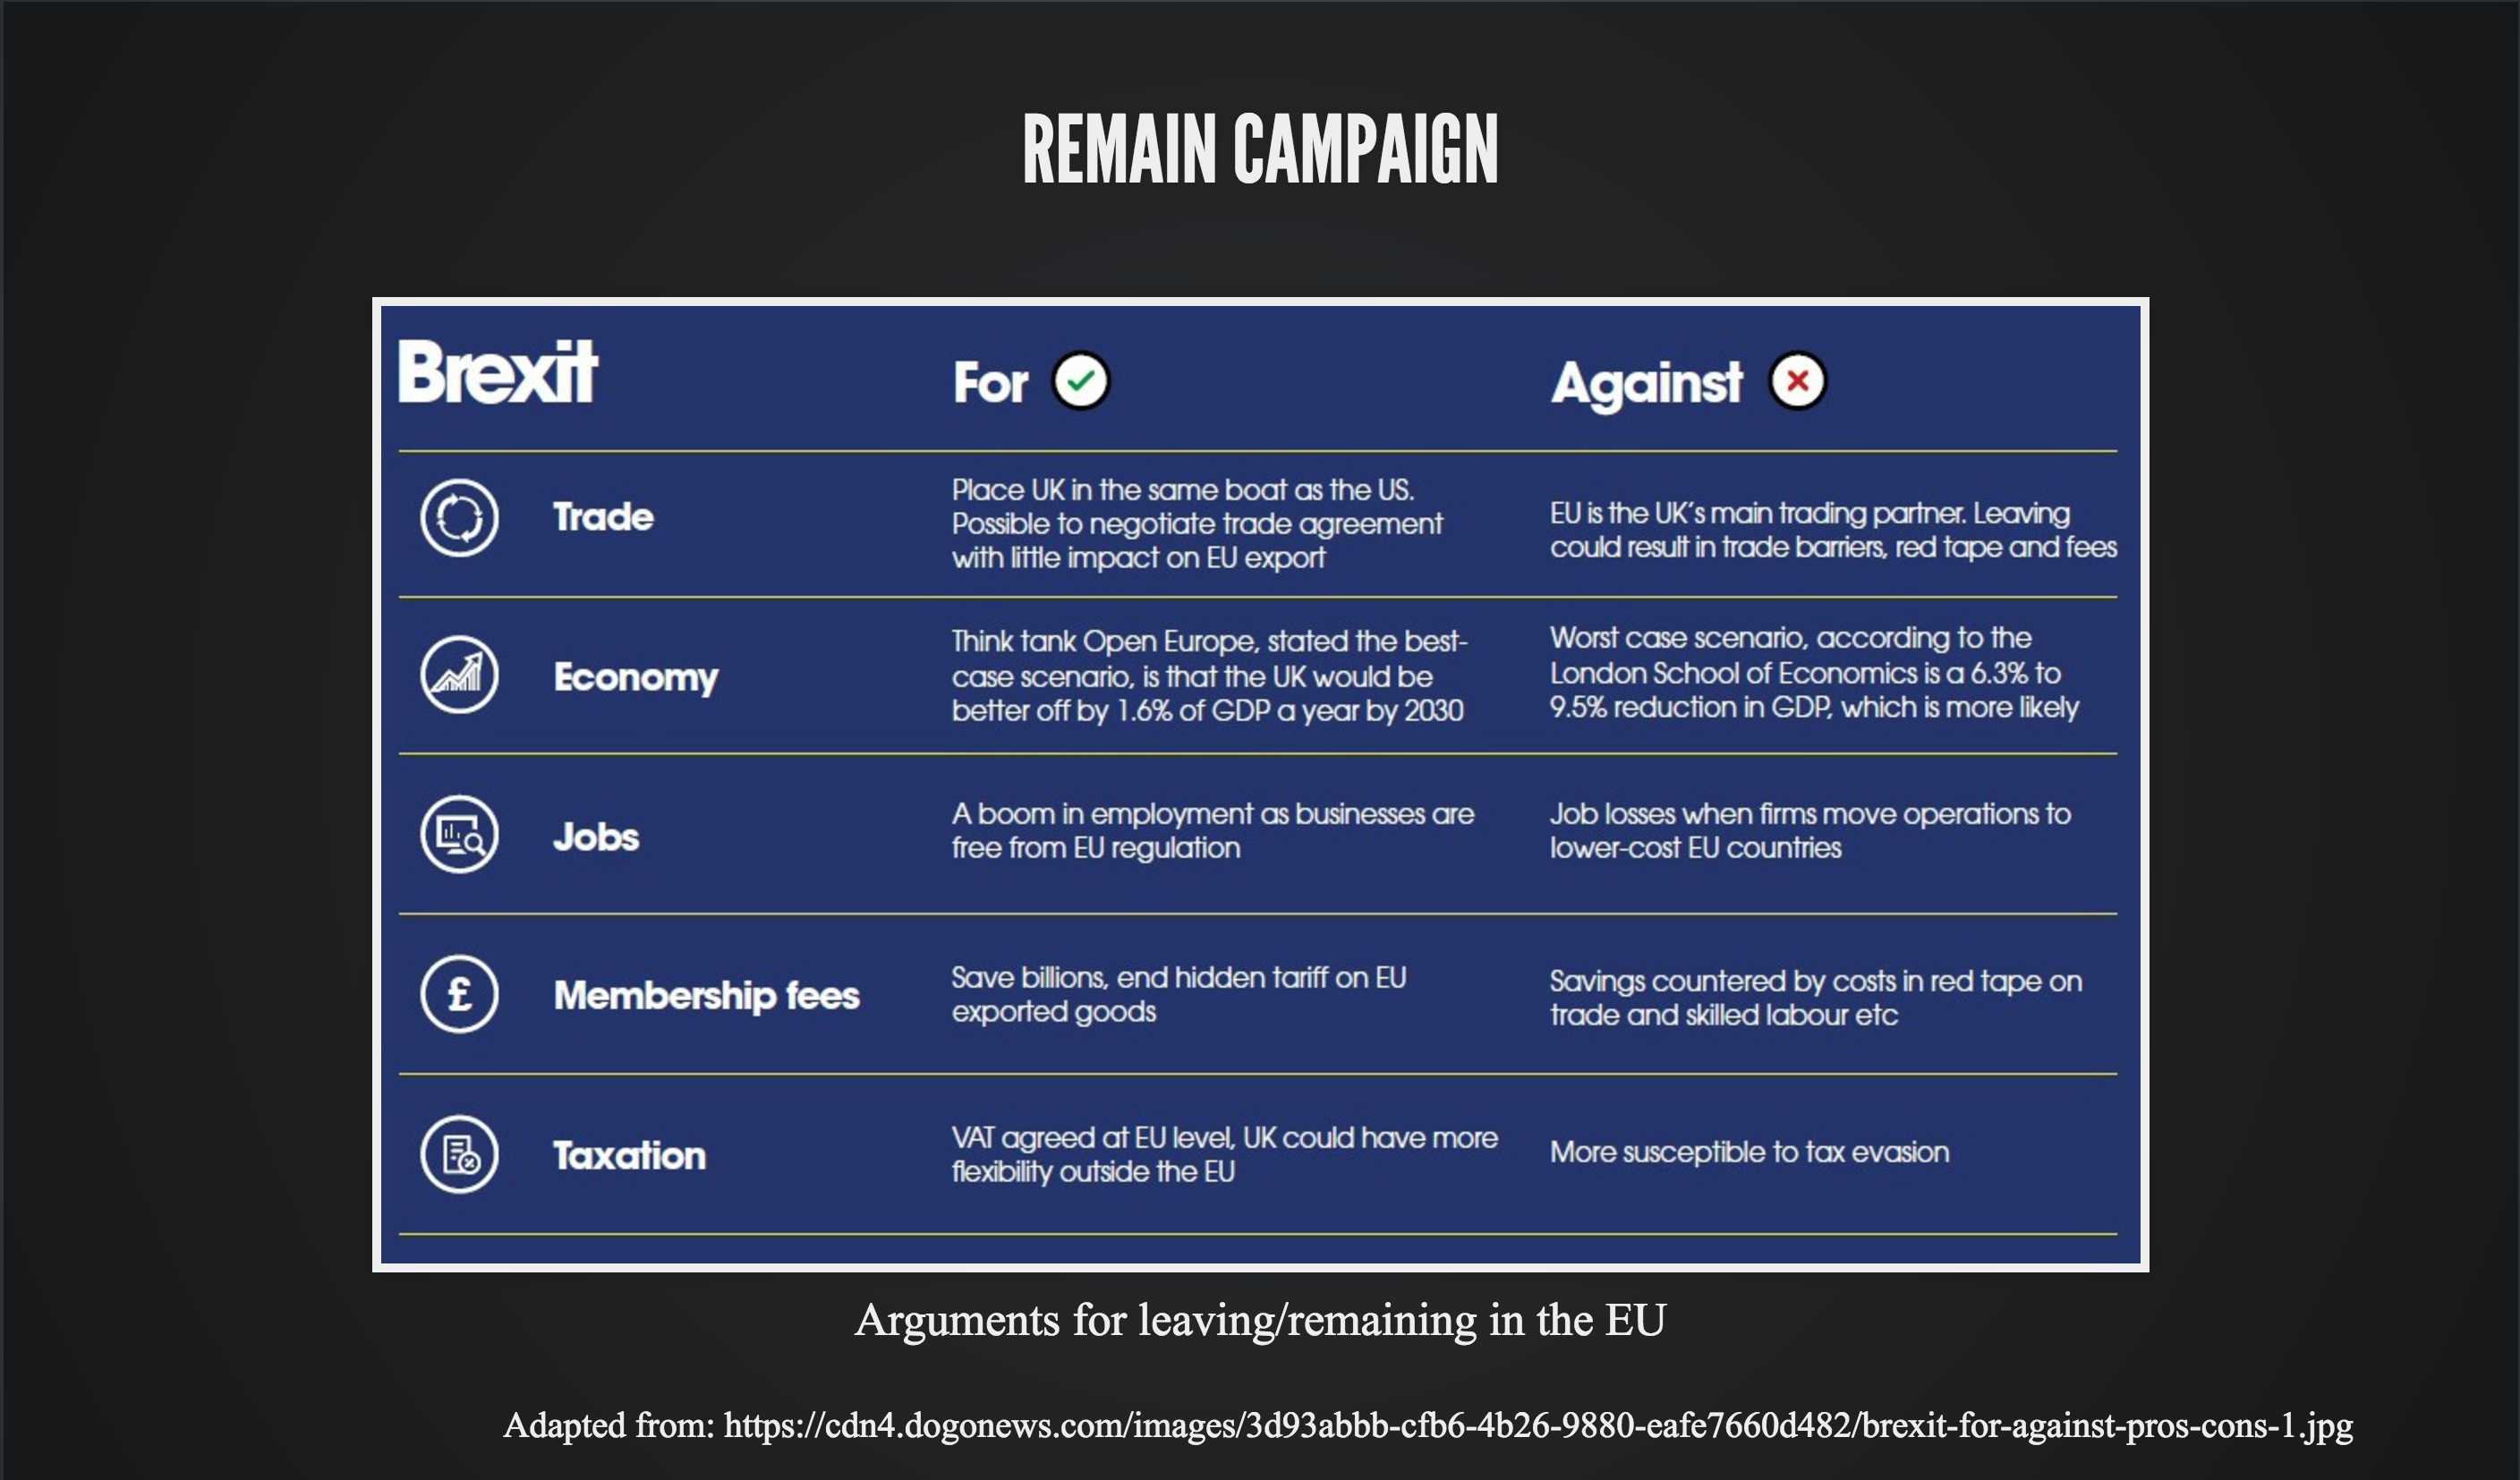 REMAIN CAMPAIGN
Brexit
For
Against
Trade
Place UK in the same boat as the US.
Possible to negotiate trade agreement
with little impact on EU export
EU is the UK's main trading partner. Leaving
could result in trade barriers, red tape and fees
Economy
Think tank Open Europe, stated the best-
case scenario, is that the UK would be
better off by 1.6% of GDP a year by 2030
Worst case scenario, according to the
London School of Economics is a 6.3% to
9.5% reduction in GDP, which is more likely
Jobs
A boom in employment as businesses are
free from EU regulation
Job losses when firms move operations to
lower-cost EU countries
£
Membership fees
Save billions, end hidden tariff on EU
exported goods
Savings countered by costs in red tape on
trade and skilled labour etc
Taxation
VAT agreed at EU level, UK could have more
flexibility outside the EU
More susceptible to tax evasion
Arguments for leaving/remaining in the EU
Adapted from: https://cdn4.dogonews.com/images/3d93abbb-cfb6-4b26-9880-eafe7660d482/brexit-for-against-pros-cons-1.jpg